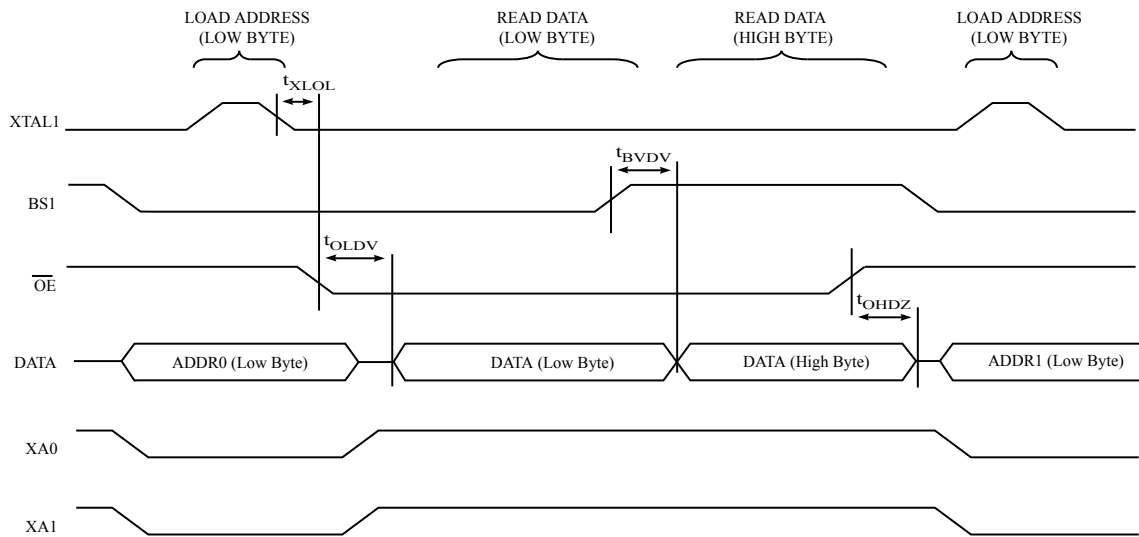 LOAD ADDRESS
(LOW BYTE)
READ DATA
(LOW BYTE)
READ DATA
(HIGH BYTE)
LOAD ADDRESS
(LOW BYTE)
tXLOL
XTAL1
tBVDV
BS1
tOLDV
OE
tOHDZ
DATA
ADDR0 (Low Byte)
DATA (Low Byte)
DATA (High Byte)
ADDR1 (Low Byte)
XA0
XA1